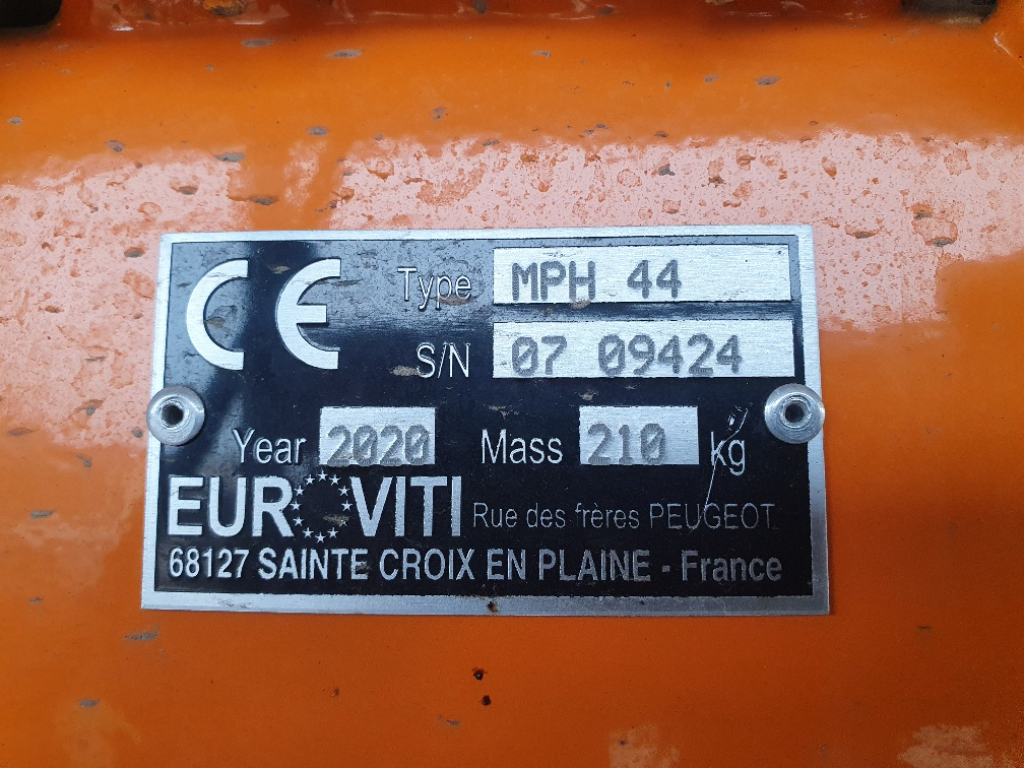 CE Type MPH 44
S/N 07 09424
Year 2020 Mass 210 kg
EUROVITI Rue des frères PEUGEOT
68127 SAINTE CROIX EN PLAINE - France